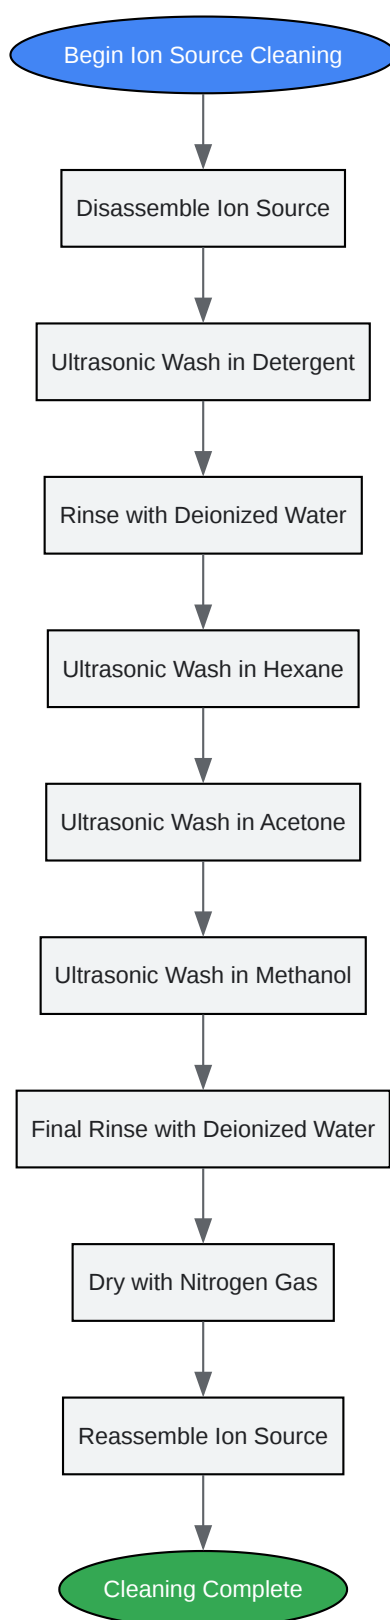 Begin Ion Source Cleaning
Disassemble Ion Source
Ultrasonic Wash in Detergent
Rinse with Deionized Water
Ultrasonic Wash in Hexane
Ultrasonic Wash in Acetone
Ultrasonic Wash in Methanol
Final Rinse with Deionized Water
Dry with Nitrogen Gas
Reassemble Ion Source
Cleaning Complete